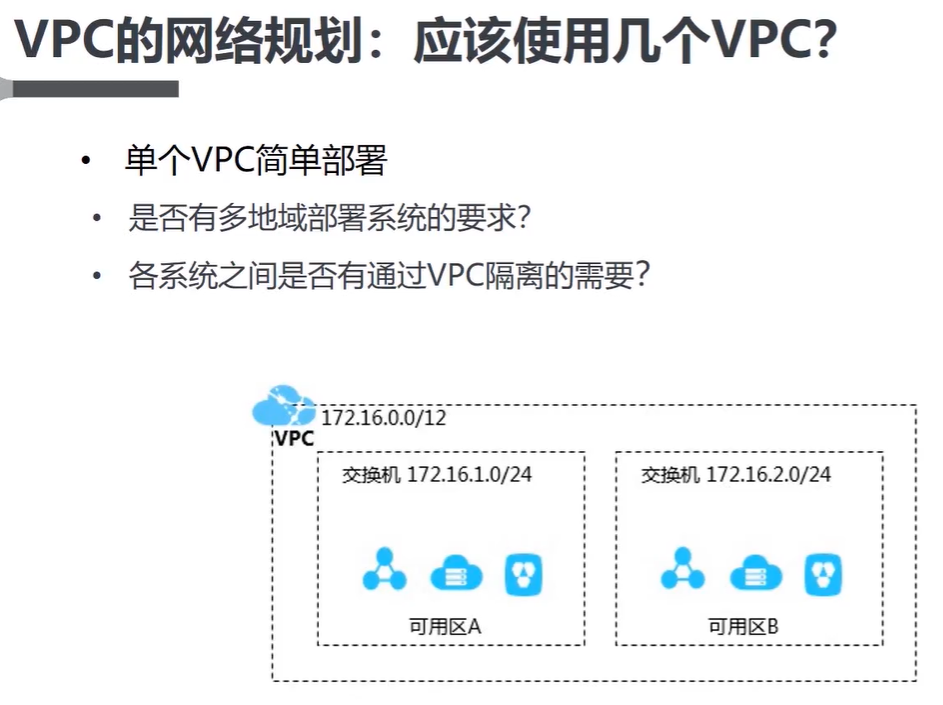 VPC的网络规划：应该使用几个VPC？
• 单个VPC简单部署
• 是否有多地域部署系统的要求？
• 各系统之间是否有通过VPC隔离的需要？
172.16.0.0/12
VPC
交换机 172.16.1.0/24
交换机 172.16.2.0/24
可用区A
可用区B